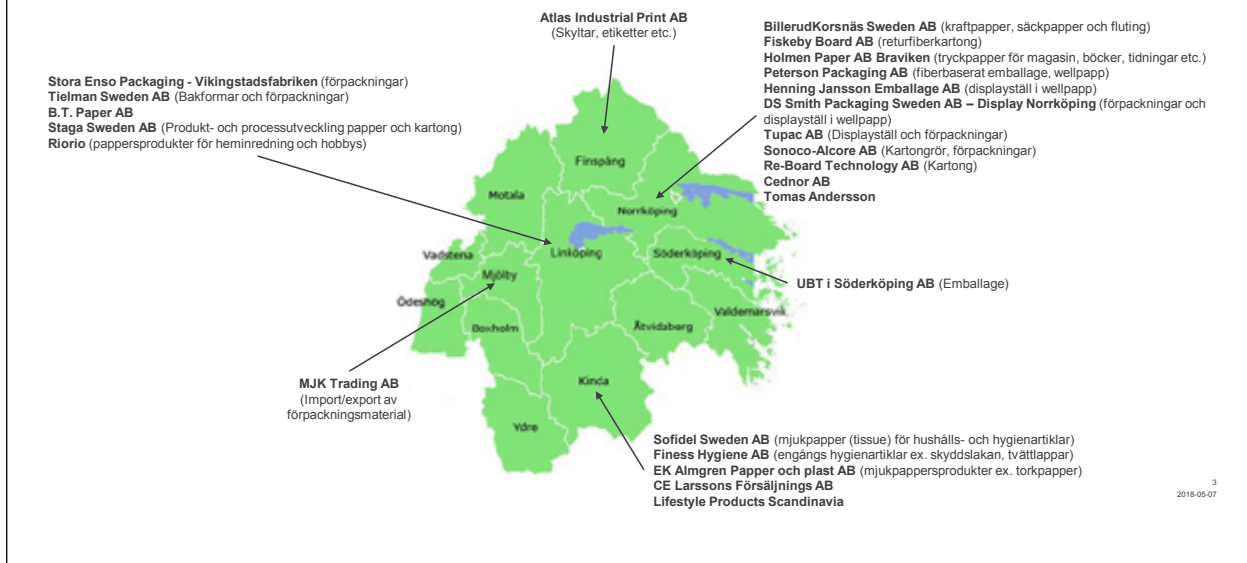 Atlas Industrial Print AB
(Skyltar, etiketter etc.)
BillerudKorsnäs Sweden AB (kraftpapper, säckpapper och fluting)
Fiskeby Board AB (returfiberkartong)
Holmen Paper AB Braviken (tryckpapper för magasin, böcker, tidningar etc.)
Peterson Packaging AB (fiberbaserat emballage, wellpapp)
Henning Jansson Emballage AB (displayställ i wellpapp)
DS Smith Packaging Sweden AB – Display Norrköping (förpackningar och
displayställ i wellpapp)
Tupac AB (Displayställ och förpackningar)
Sonoco-Alcore AB (Kartongrör, förpackningar)
Re-Board Technology AB (Kartong)
Cednor AB
Tomas Andersson
Stora Enso Packaging - Vikingstadsfabriken (förpackningar)
Tielman Sweden AB (Bakformar och förpackningar)
B.T. Paper AB
Staga Sweden AB (Produkt- och processutveckling papper och kartong)
Riorio (pappersprodukter för heminredning och hobbys)
Finspång
Motala
Norrköping
Vadstena
Linköping
Söderköping
Mjölby
Ödeshög
Boxholm
Åtvidaberg
Valdemarsvik
Kinda
Ydre
UBT i Söderköping AB (Emballage)
MJK Trading AB
(Import/export av
förpackningsmaterial)
Sofidel Sweden AB (mjukpapper (tissue) för hushålls- och hygienartiklar)
Finess Hygiene AB (engångs hygienartiklar ex. skyddslakan, tvättlappar)
EK Almgren Papper och plast AB (mjukpappersprodukter ex. torkpapper)
CE Larssons Försäljnings AB
Lifestyle Products Scandinavia
3
2018-05-07